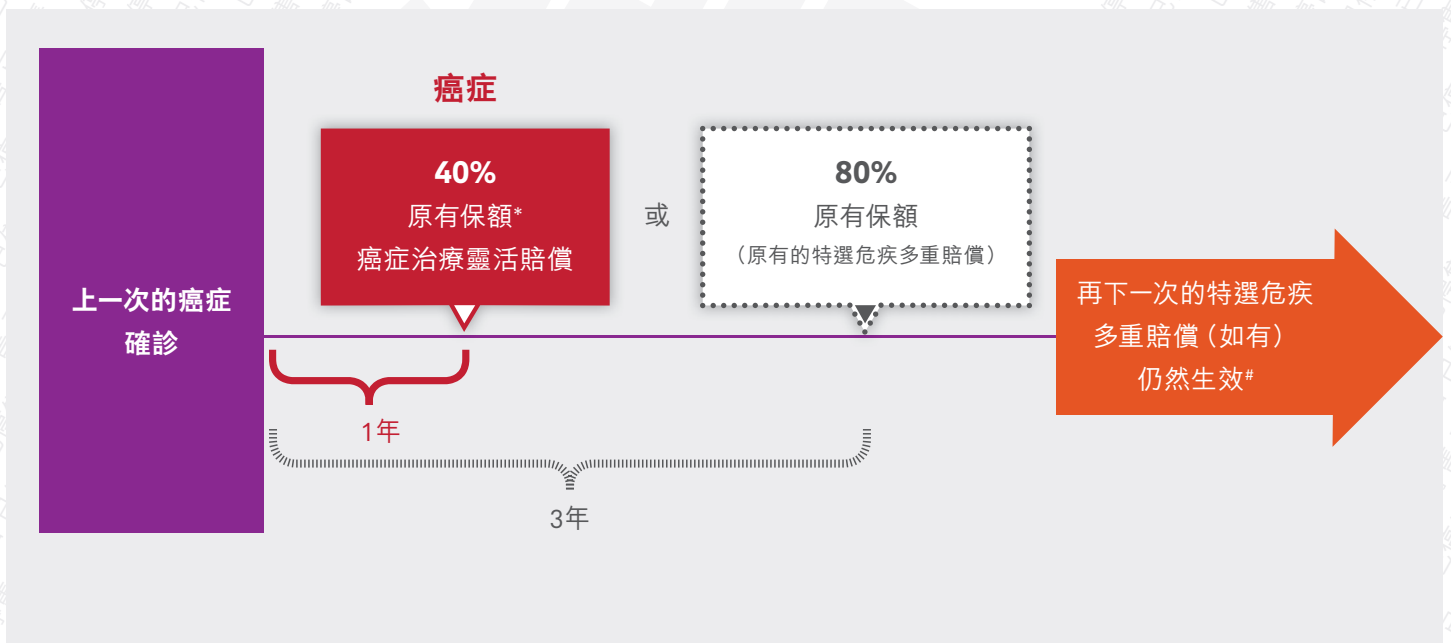 上一次的癌症
確診
癌症
40%
原有保額*
癌症治療靈活賠償
或
80%
原有保額
（原有的特選危疾多重賠償）
再下一次的特選危疾
多重賠償（如有）
仍然生效#
1年
3年